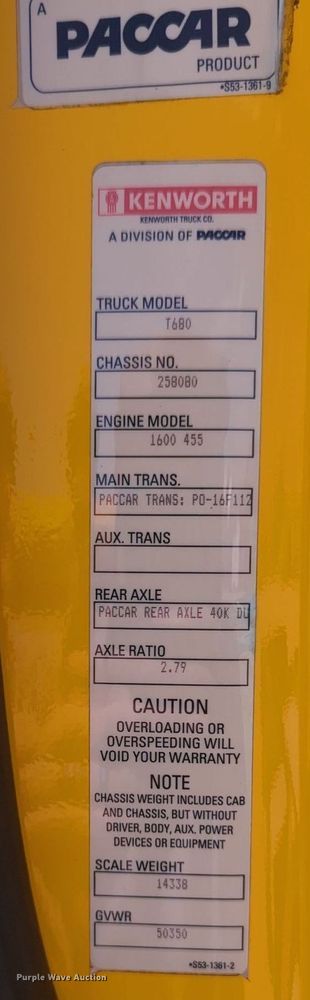 A
PACCAR
PRODUCT
*S53-1361-9
KENWORTH
KENWORTH TRUCK CO.
A DIVISION OF PACCAR
TRUCK MODEL
T680
CHASSIS NO.
258080
ENGINE MODEL
1600 455
MAIN TRANS.
PACCAR TRANS: PO-16F112
AUX. TRANS
REAR AXLE
PACCAR REAR AXLE 40K DU
AXLE RATIO
2.79
CAUTION
OVERLOADING OR
OVERSPEEDING WILL
VOID YOUR WARRANTY
NOTE
CHASSIS WEIGHT INCLUDES CAB
AND CHASSIS, BUT WITHOUT
DRIVER, BODY, AUX. POWER
DEVICES OR EQUIPMENT
SCALE WEIGHT
14338
GVWR
50350
*S53-1361-2
Purple Wave Auction